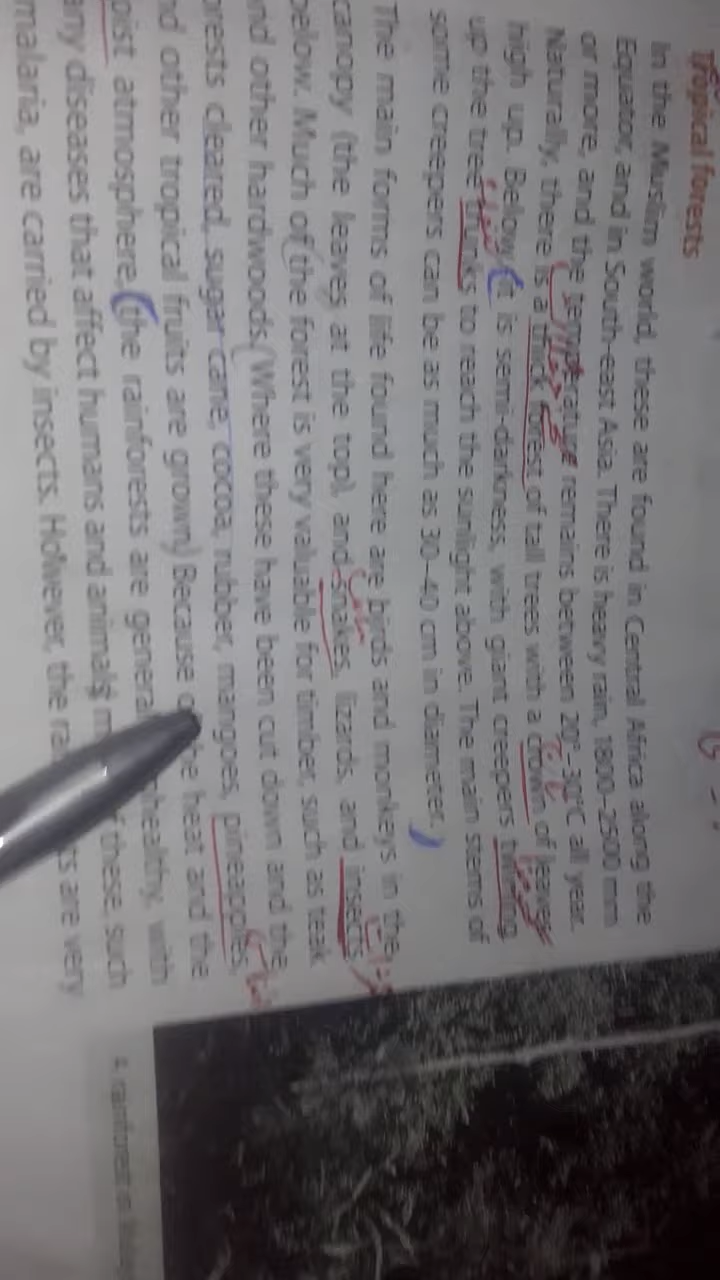 Tropical forests
In the Muslim world, these are found in Central Africa along the
Equator, and in South-east Asia. There is heavy rain, 1800–2500 mm
or more, and the temperature remains between 20°–30°C all year.
Naturally, there is a thick forest of tall trees with a crown of leaves
high up. Below, it is semi-darkness, with giant creepers twining
up the tree trunks to reach the sunlight above. The main stems of
some creepers can be as much as 30–40 cm in diameter.
The main forms of life found here are birds and monkeys in the
canopy (the leaves at the top), and snakes, lizards, and insects
below. Much of the forest is very valuable for timber, such as teak
nd other hardwoods. Where these have been cut down and the
rests cleared, sugar cane, cocoa, rubber, mangoes, pineapples,
nd other tropical fruits are grown. Because the heat and the
ist atmosphere, the rainforests are general healthy, with
any diseases that affect humans and animals these, such
malaria, are carried by insects. However, the ra ts are very
A rainforest in